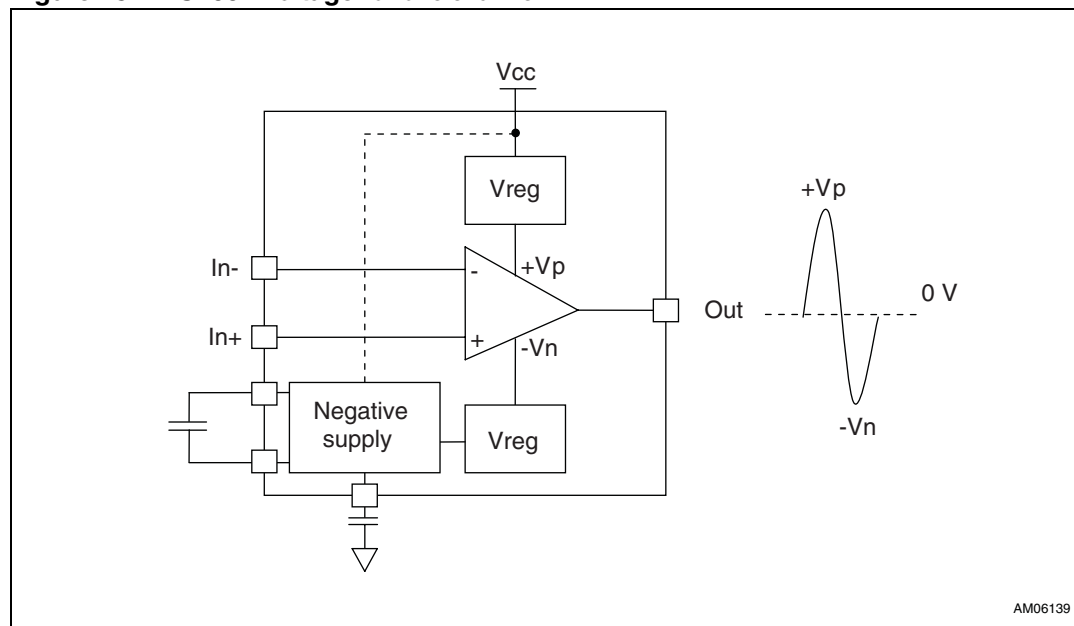 Vcc
Vreg
+Vp
In-
-
+Vp
0 V
Out
In+
+
-Vn
Negative
supply
Vreg
-Vn
AM06139